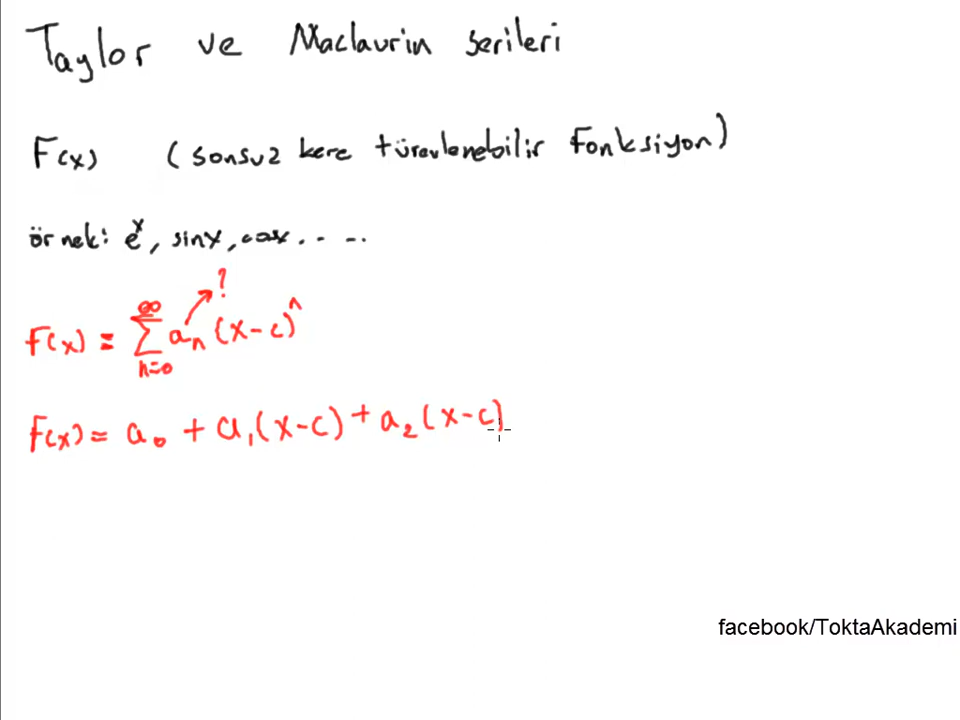 Taylor ve Maclaurin Serileri
F(x) (sonsuz kere türevlenebilir Fonksiyon)
örnek: e^x, sinx, cosx.....
?
F(x) = ∑_{n=0}^{∞} a_n (x-c)^n
F(x) = a_0 + a_1(x-c) + a_2(x-c)
facebook/ToktaAkademi